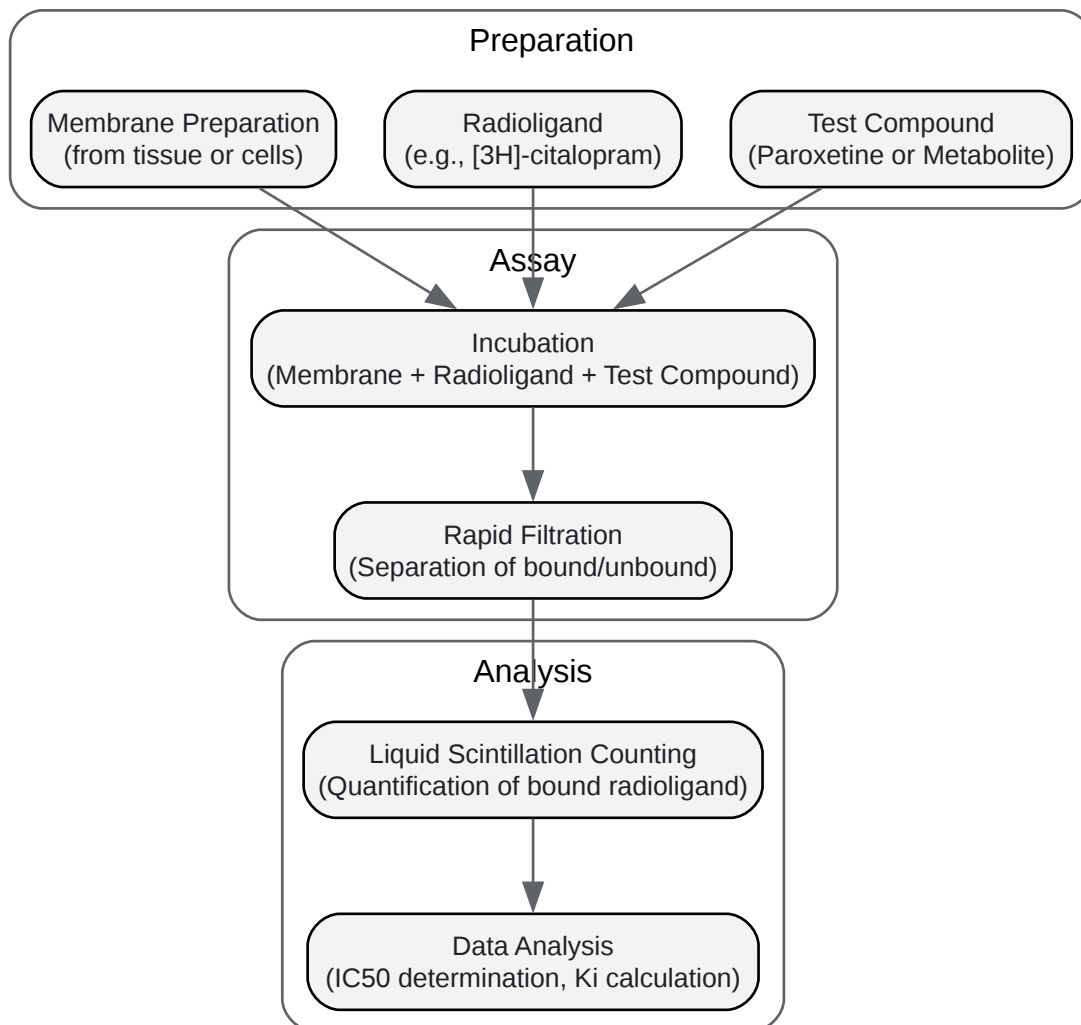 Preparation
Membrane Preparation
(from tissue or cells)
Radioligand
(e.g., [3H]-citalopram)
Test Compound
(Paroxetine or Metabolite)
Assay
Incubation
(Membrane + Radioligand + Test Compound)
Rapid Filtration
(Separation of bound/unbound)
Analysis
Liquid Scintillation Counting
(Quantification of bound radioligand)
Data Analysis
(IC50 determination, Ki calculation)